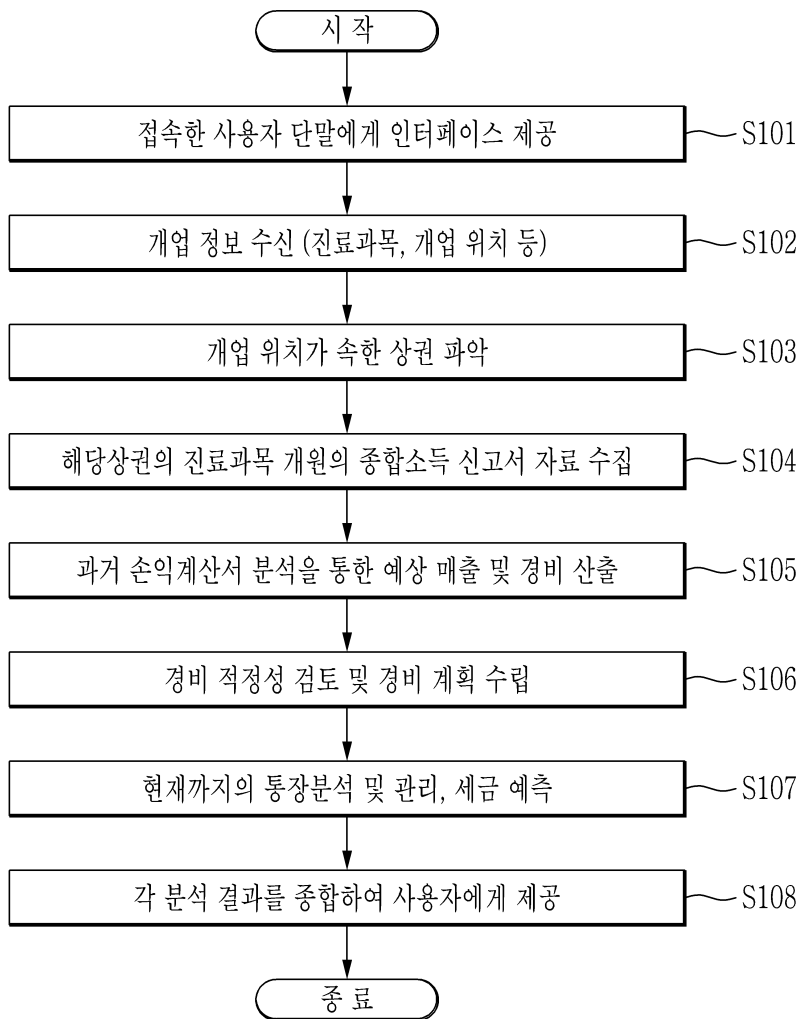 시 작
접속한 사용자 단말에게 인터페이스 제공
S101
개업 정보 수신 (진료과목, 개업 위치 등)
S102
개업 위치가 속한 상권 파악
S103
해당상권의 진료과목 개원의 종합소득 신고서 자료 수집
S104
과거 손익계산서 분석을 통한 예상 매출 및 경비 산출
S105
경비 적정성 검토 및 경비 계획 수립
S106
현재까지의 통장분석 및 관리, 세금 예측
S107
각 분석 결과를 종합하여 사용자에게 제공
S108
종 료